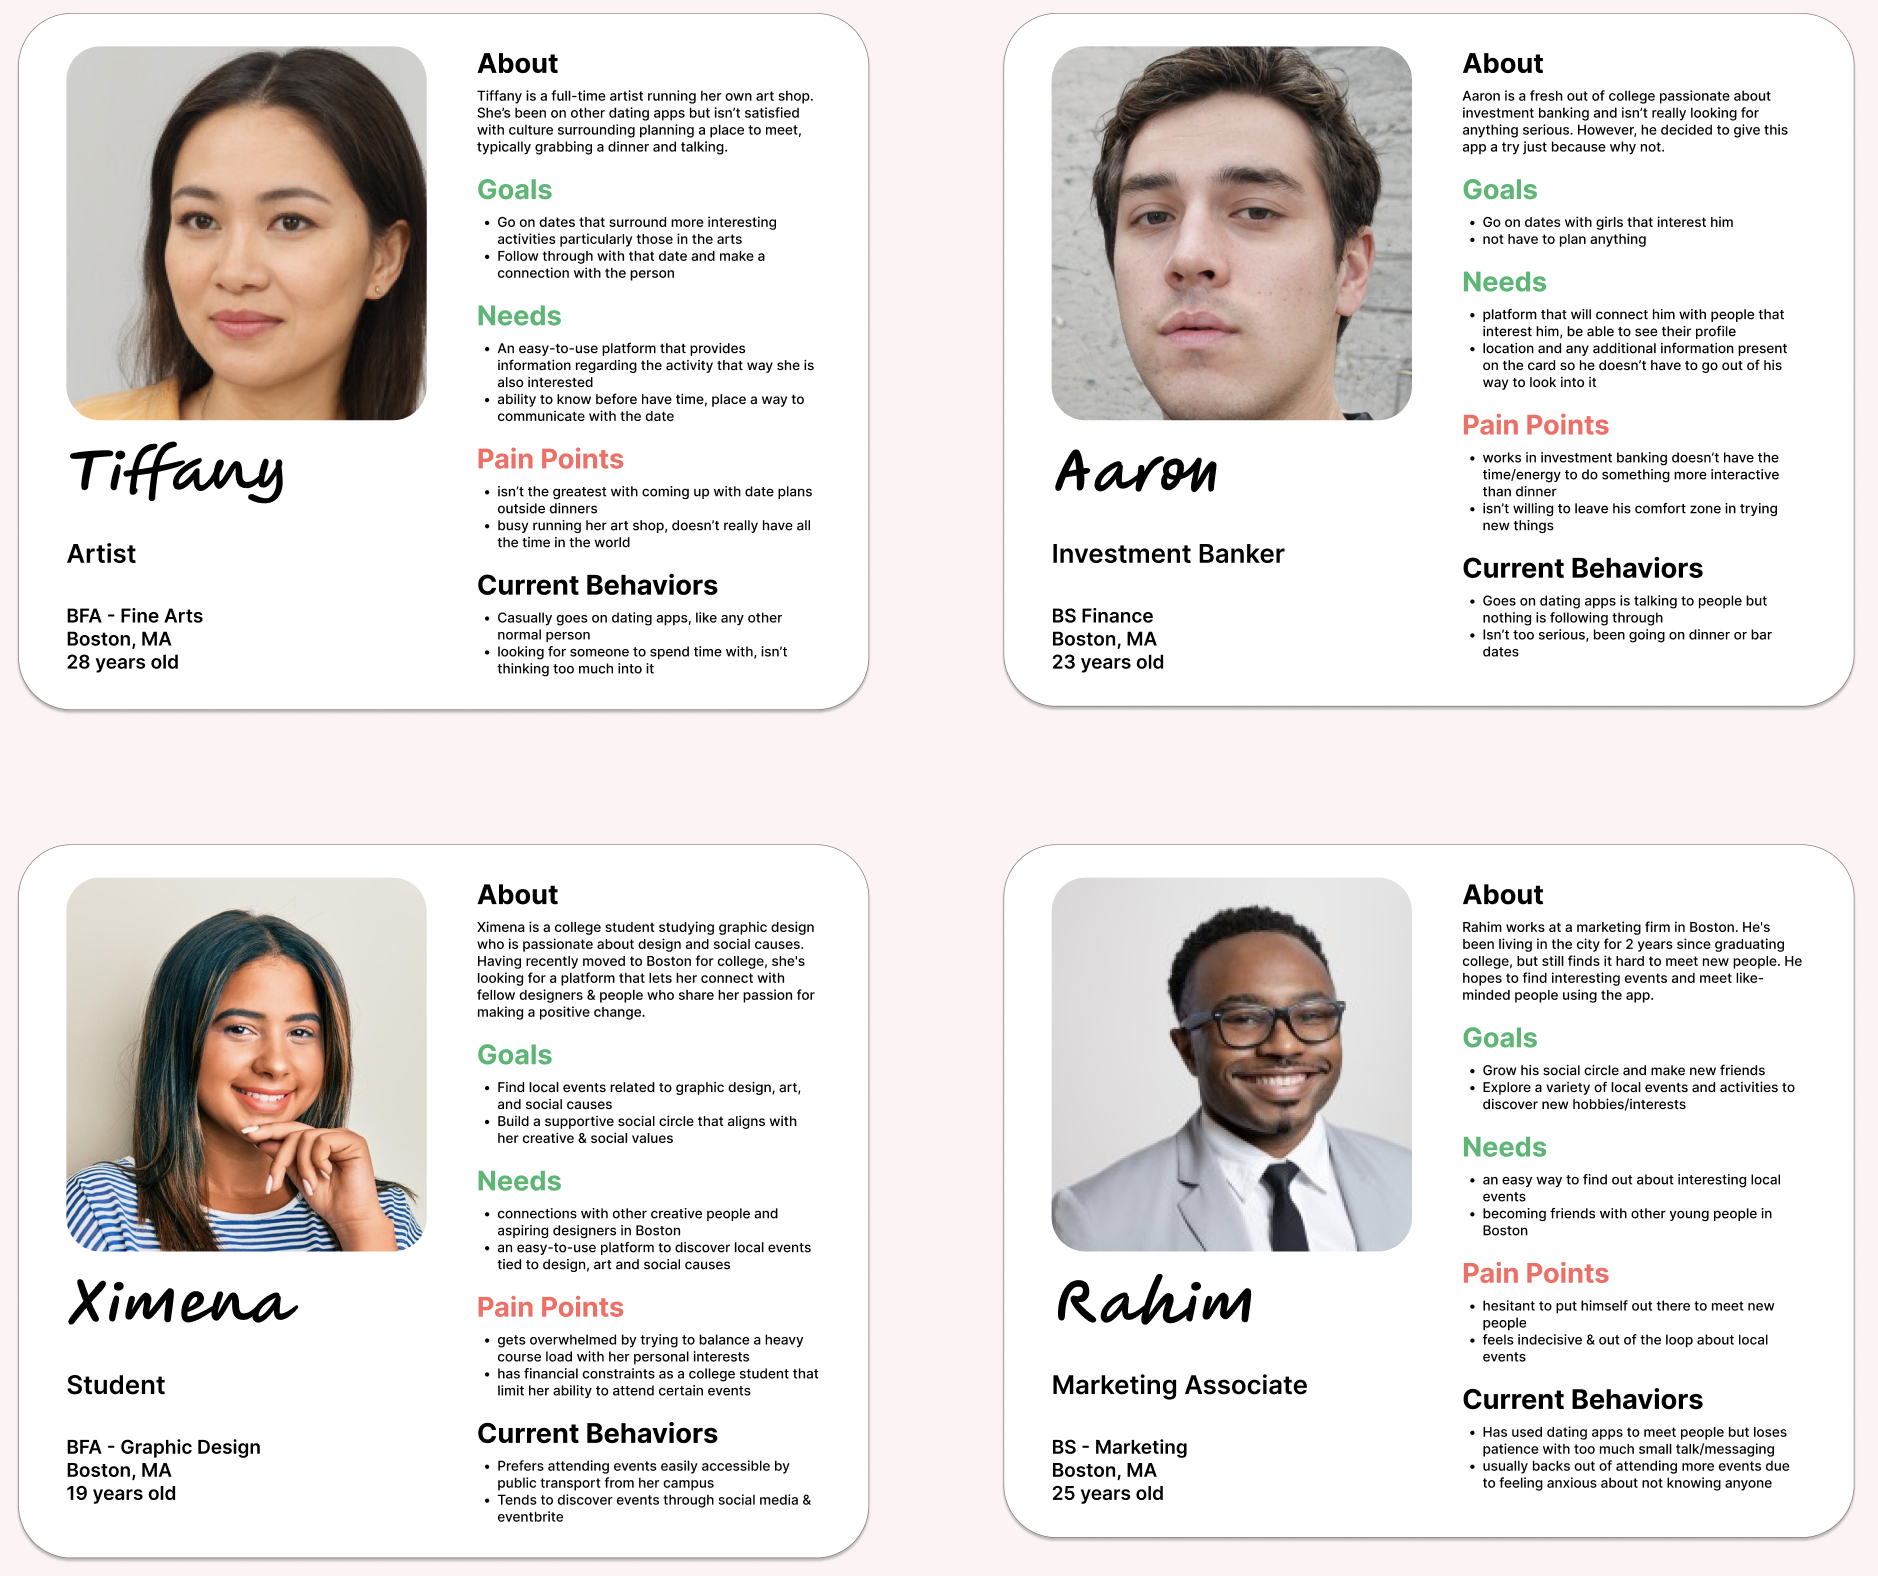 Tiffany
Artist
BFA - Fine Arts
Boston, MA
28 years old
About
Tiffany is a full-time artist running her own art shop.
She's been on other dating apps but isn't satisfied
with culture surrounding planning a place to meet,
typically grabbing a dinner and talking.
Goals
• Go on dates that surround more interesting
activities particularly those in the arts
• Follow through with that date and make a
connection with the person
Needs
• An easy-to-use platform that provides
information regarding the activity that way she is
also interested
• ability to know before have time, place a way to
communicate with the date
Pain Points
• isn't the greatest with coming up with date plans
outside dinners
• busy running her art shop, doesn't really have all
the time in the world
Current Behaviors
• Casually goes on dating apps, like any other
normal person
• looking for someone to spend time with, isn't
thinking too much into it
Aaron
Investment Banker
BS Finance
Boston, MA
23 years old
About
Aaron is a fresh out of college passionate about
investment banking and isn't really looking for
anything serious. However, he decided to give this
app a try just because why not.
Goals
• Go on dates with girls that interest him
• not have to plan anything
Needs
• platform that will connect him with people that
interest him, be able to see their profile
• location and any additional information present
on the card so he doesn't have to go out of his
way to look into it
Pain Points
• works in investment banking doesn't have the
time/energy to do something more interactive
than dinner
• isn't willing to leave his comfort zone in trying
new things
Current Behaviors
• Goes on dating apps is talking to people but
nothing is following through
• Isn't too serious, been going on dinner or bar
dates
Ximena
Student
BFA - Graphic Design
Boston, MA
19 years old
About
Ximena is a college student studying graphic design
who is passionate about design and social causes.
Having recently moved to Boston for college, she's
looking for a platform that lets her connect with
fellow designers & people who share her passion for
making a positive change.
Goals
• Find local events related to graphic design, art,
and social causes
• Build a supportive social circle that aligns with
her creative & social values
Needs
• connections with other creative people and
aspiring designers in Boston
• an easy-to-use platform to discover local events
tied to design, art and social causes
Pain Points
• gets overwhelmed by trying to balance a heavy
course load with her personal interests
• has financial constraints as a college student that
limit her ability to attend certain events
Current Behaviors
• Prefers attending events easily accessible by
public transport from her campus
• Tends to discover events through social media &
eventbrite
Rahim
Marketing Associate
BS - Marketing
Boston, MA
25 years old
About
Rahim works at a marketing firm in Boston. He's
been living in the city for 2 years since graduating
college, but still finds it hard to meet new people. He
hopes to find interesting events and meet like-
minded people using the app.
Goals
• Grow his social circle and make new friends
• Explore a variety of local events and activities to
discover new hobbies/interests
Needs
• an easy way to find out about interesting local
events
• becoming friends with other young people in
Boston
Pain Points
• hesitant to put himself out there to meet new
people
• feels indecisive & out of the loop about local
events
Current Behaviors
• Has used dating apps to meet people but loses
patience with too much small talk/messaging
• usually backs out of attending more events due
to feeling anxious about not knowing anyone